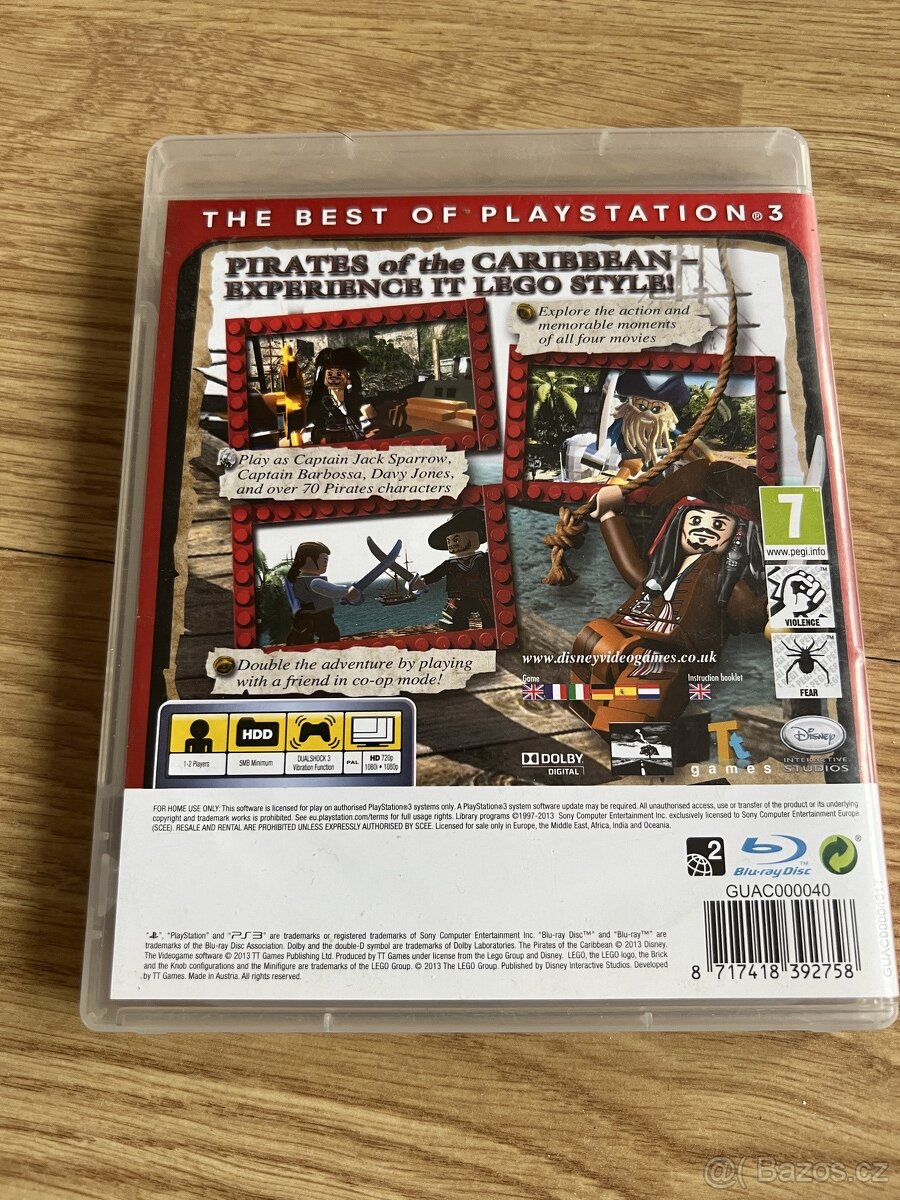 THE BEST OF PLAYSTATION®3
PIRATES of the CARIBBEAN –
EXPERIENCE IT LEGO STYLE!
Explore the action and
memorable moments
of all four movies
Play as Captain Jack Sparrow,
Captain Barbossa, Davy Jones,
and over 70 Pirates characters
7
www.pegi.info
VIOLENCE
FEAR
Double the adventure by playing
with a friend in co-op mode!
www.disneyvideogames.co.uk
Game
Instruction booklet
1-2 Players
HDD
5MB Minimum
DUALSHOCK 3
Vibration Function
PAL
HD 720p
1080i • 1080p
DOLBY
DIGITAL
Tt
games
Disney
INTERACTIVE
STUDIOS
FOR HOME USE ONLY: This software is licensed for play on authorised PlayStation®3 systems only. A PlayStation®3 system software update may be required. All unauthorised access, use or transfer of the product or its underlying
copyright and trademark works is prohibited. See eu.playstation.com/terms for full usage rights. Library programs ©1997-2013 Sony Computer Entertainment Inc. exclusively licensed to Sony Computer Entertainment Europe
(SCEE). RESALE AND RENTAL ARE PROHIBITED UNLESS EXPRESSLY AUTHORISED BY SCEE. Licensed for sale only in Europe, the Middle East, Africa, India and Oceania.
2
Blu-ray Disc™
GUAC000040
"PlayStation" and "PS3" are trademarks or registered trademarks of Sony Computer Entertainment Inc. "Blu-ray Disc™" and "Blu-ray™" are
trademarks of the Blu-ray Disc Association. Dolby and the double-D symbol are trademarks of Dolby Laboratories. The Pirates of the Caribbean © 2013 Disney.
The Videogame software © 2013 TT Games Publishing Ltd. Produced by TT Games under license from the Lego Group and Disney. LEGO, the LEGO logo, the Brick
and the Knob configurations and the Minifigure are trademarks of the LEGO Group. © 2013 The LEGO Group. Published by Disney Interactive Studios. Developed
by TT Games. Made in Austria. All rights reserved.
8 717418 392758
@( Bazoš.cz